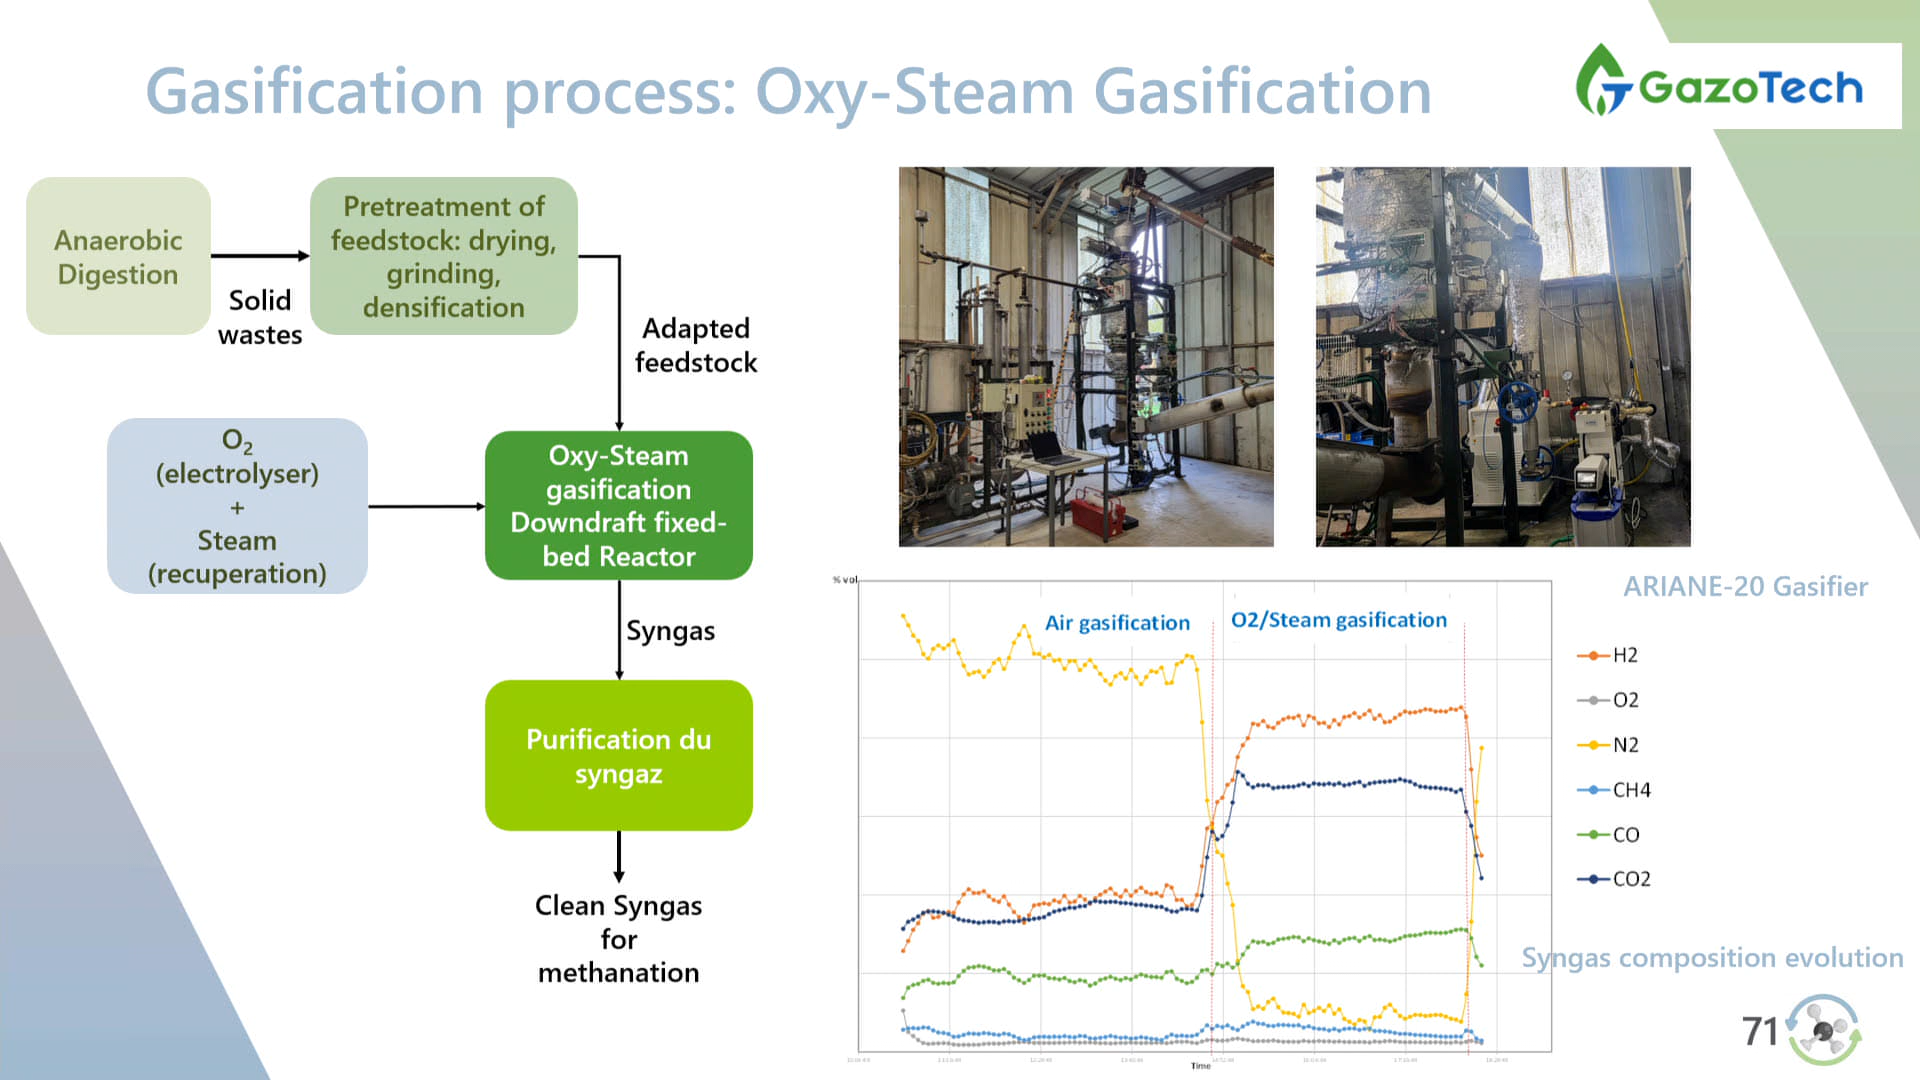 Gasification process: Oxy-Steam Gasification
GazoTech
Anaerobic
Digestion
Solid
wastes
Pretreatment of
feedstock: drying,
grinding,
densification
Adapted
feedstock
O2
(electrolyser)
+
Steam
(recuperation)
Oxy-Steam
gasification
Downdraft fixed-
bed Reactor
Syngas
Purification du
syngaz
Clean Syngas
for
methanation
ARIANE-20 Gasifier
% vol
Air gasification
O2/Steam gasification
H2
O2
N2
CH4
CO
CO2
Time
Syngas composition evolution
71